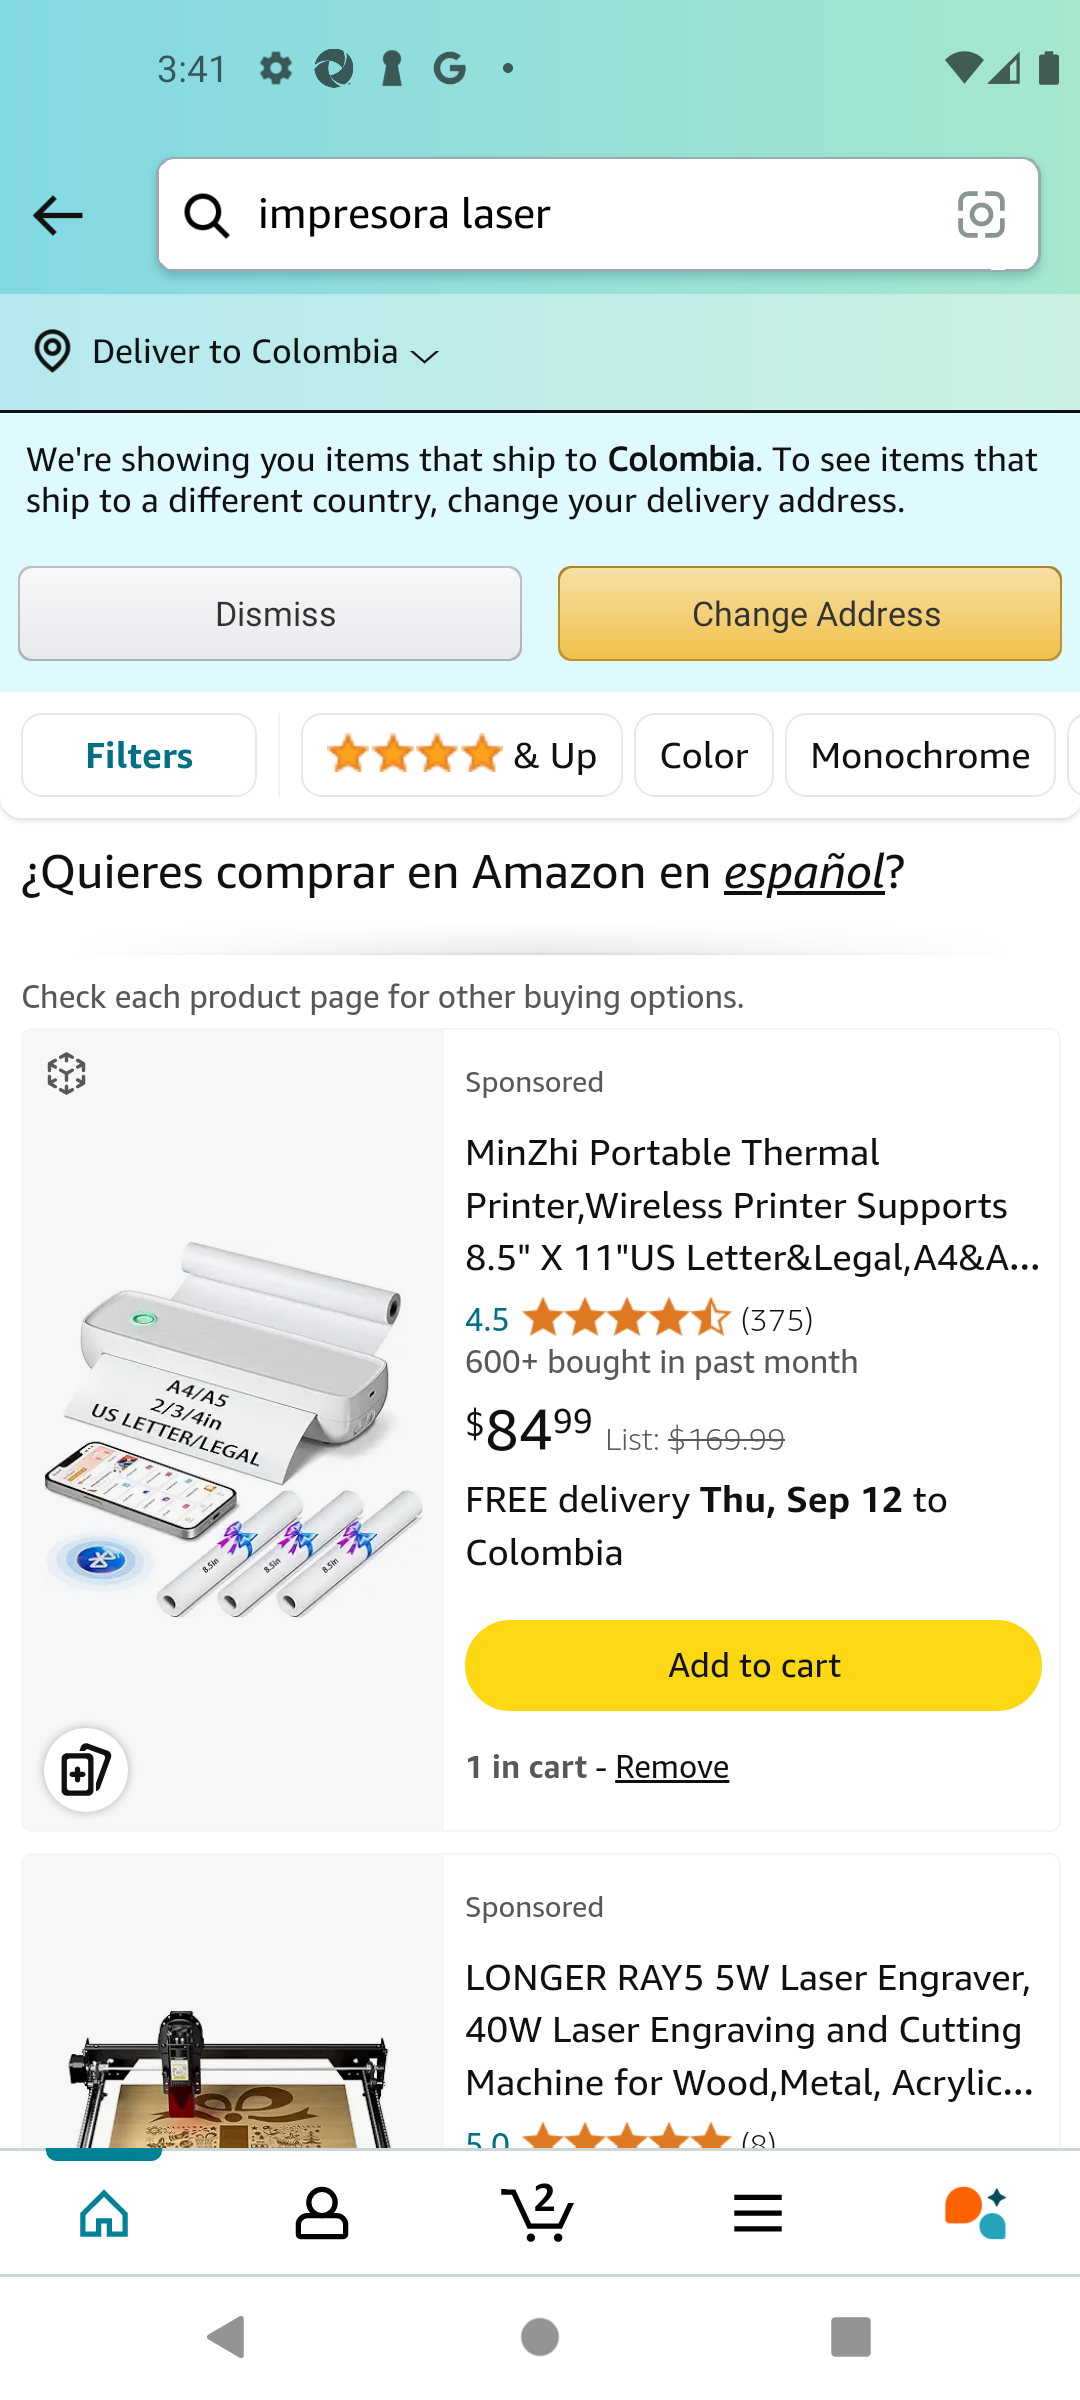 3:41
impresora laser
Deliver to Colombia
We're showing you items that ship to Colombia. To see items that
ship to a different country, change your delivery address.
Dismiss
Change Address
Filters
& Up
Color
Monochrome
¿Quieres comprar en Amazon en español?
Check each product page for other buying options.
Sponsored
MinZhi Portable Thermal
Printer,Wireless Printer Supports
8.5" X 11"US Letter&Legal,A4&A...
4.5 (375)
600+ bought in past month
$84.99 List: $169.99
FREE delivery Thu, Sep 12 to
Colombia
Add to cart
1 in cart - Remove
A4/A5
2/3/4in
US LETTER/LEGAL
8.5in
8.5in
8.5in
Sponsored
LONGER RAY5 5W Laser Engraver,
40W Laser Engraving and Cutting
Machine for Wood,Metal, Acrylic...
5.0 (8)
2